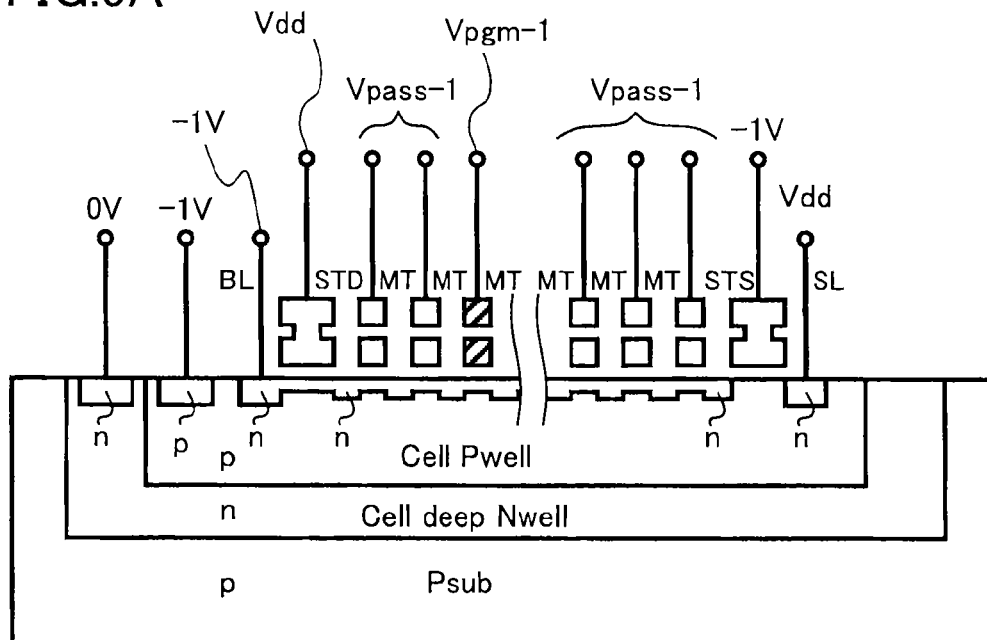 Vdd
Vpgm-1
Vpass-1
Vpass-1
-1V
-1V
Vdd
0V
-1V
BL
STD
MT
MT
MT
MT
MT
MT
STS
SL
n
p
n
n
n
n
p
Cell Pwell
n
Cell deep Nwell
p
Psub